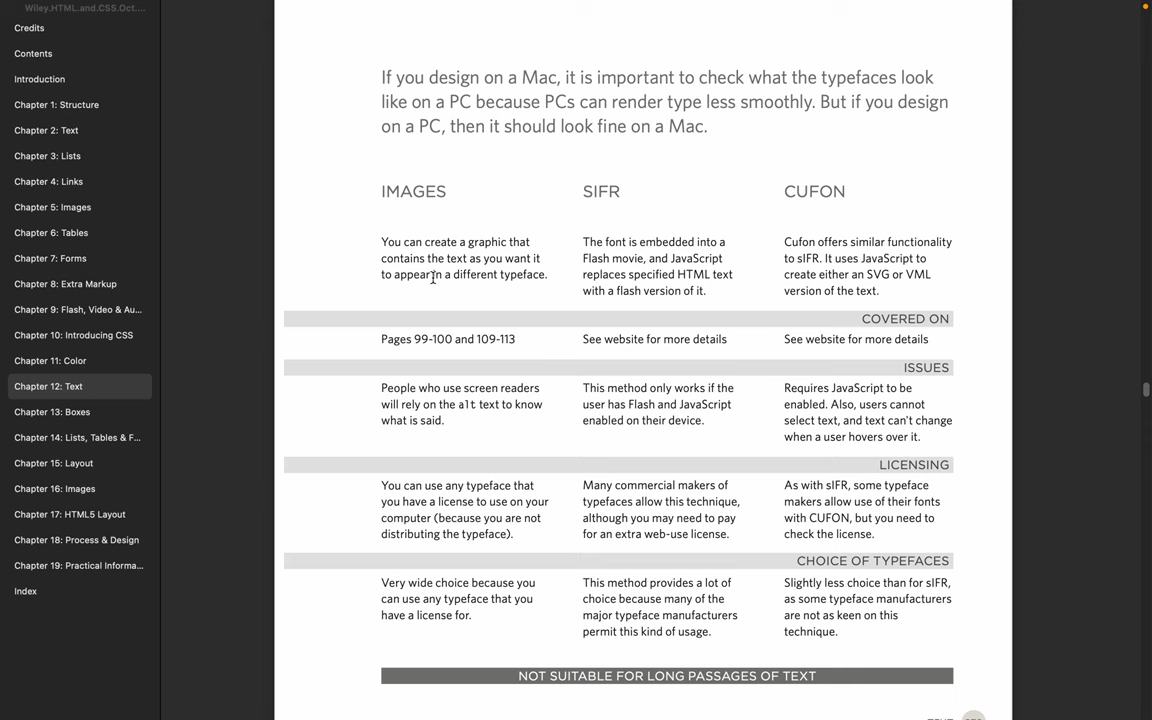 Wiley.HTML.and.CSS.Oct....
Credits
Contents
Introduction
Chapter 1: Structure
Chapter 2: Text
Chapter 3: Lists
Chapter 4: Links
Chapter 5: Images
Chapter 6: Tables
Chapter 7: Forms
Chapter 8: Extra Markup
Chapter 9: Flash, Video & Au...
Chapter 10: Introducing CSS
Chapter 11: Color
Chapter 12: Text
Chapter 13: Boxes
Chapter 14: Lists, Tables & F...
Chapter 15: Layout
Chapter 16: Images
Chapter 17: HTML5 Layout
Chapter 18: Process & Design
Chapter 19: Practical Informa...
Index
If you design on a Mac, it is important to check what the typefaces look
like on a PC because PCs can render type less smoothly. But if you design
on a PC, then it should look fine on a Mac.
IMAGES
You can create a graphic that
contains the text as you want it
to appear in a different typeface.
SIFR
The font is embedded into a
Flash movie, and JavaScript
replaces specified HTML text
with a flash version of it.
CUFON
Cufon offers similar functionality
to sIFR. It uses JavaScript to
create either an SVG or VML
version of the text.
COVERED ON
Pages 99-100 and 109-113
See website for more details
See website for more details
ISSUES
People who use screen readers
will rely on the alt text to know
what is said.
This method only works if the
user has Flash and JavaScript
enabled on their device.
Requires JavaScript to be
enabled. Also, users cannot
select text, and text can't change
when a user hovers over it.
LICENSING
You can use any typeface that
you have a license to use on your
computer (because you are not
distributing the typeface).
Many commercial makers of
typefaces allow this technique,
although you may need to pay
for an extra web-use license.
As with sIFR, some typeface
makers allow use of their fonts
with CUFON, but you need to
check the license.
CHOICE OF TYPEFACES
Very wide choice because you
can use any typeface that you
have a license for.
This method provides a lot of
choice because many of the
major typeface manufacturers
permit this kind of usage.
Slightly less choice than for sIFR,
as some typeface manufacturers
are not as keen on this
technique.
NOT SUITABLE FOR LONG PASSAGES OF TEXT